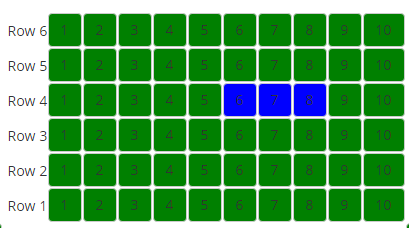 Row 6 1 2 3 4 5 6 7 8 9 10
Row 5 1 2 3 4 5 6 7 8 9 10
Row 4 1 2 3 4 5 6 7 8 9 10
Row 3 1 2 3 4 5 6 7 8 9 10
Row 2 1 2 3 4 5 6 7 8 9 10
Row 1 1 2 3 4 5 6 7 8 9 10